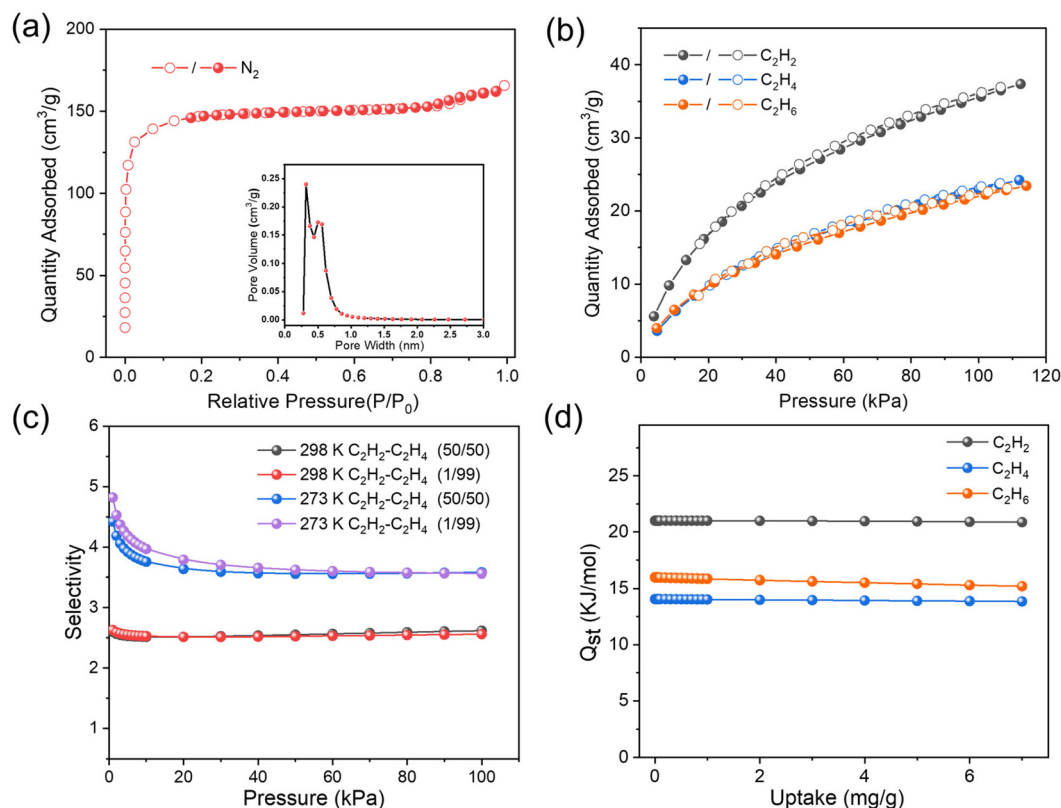 (a)
○ / ● N₂
Quantity Adsorbed (cm³/g)
200
150
100
50
0
0.0 0.2 0.4 0.6 0.8 1.0
Relative Pressure(P/P₀)
Pore Volume (cm³/g)
0.25
0.20
0.15
0.10
0.05
0.00
0.0 0.5 1.0 1.5 2.0 2.5 3.0
Pore Width (nm)
(b)
/ C₂H₂
/ C₂H₄
/ C₂H₆
Quantity Adsorbed (cm³/g)
40
30
20
10
0
0 20 40 60 80 100 120
Pressure (kPa)
(c)
298 K C₂H₂-C₂H₄ (50/50)
298 K C₂H₂-C₂H₄ (1/99)
273 K C₂H₂-C₂H₄ (50/50)
273 K C₂H₂-C₂H₄ (1/99)
Selectivity
6
5
4
3
2
1
0 20 40 60 80 100
Pressure (kPa)
(d)
C₂H₂
C₂H₄
C₂H₆
Qst (KJ/mol)
25
20
15
10
5
0
0 2 4 6
Uptake (mg/g)